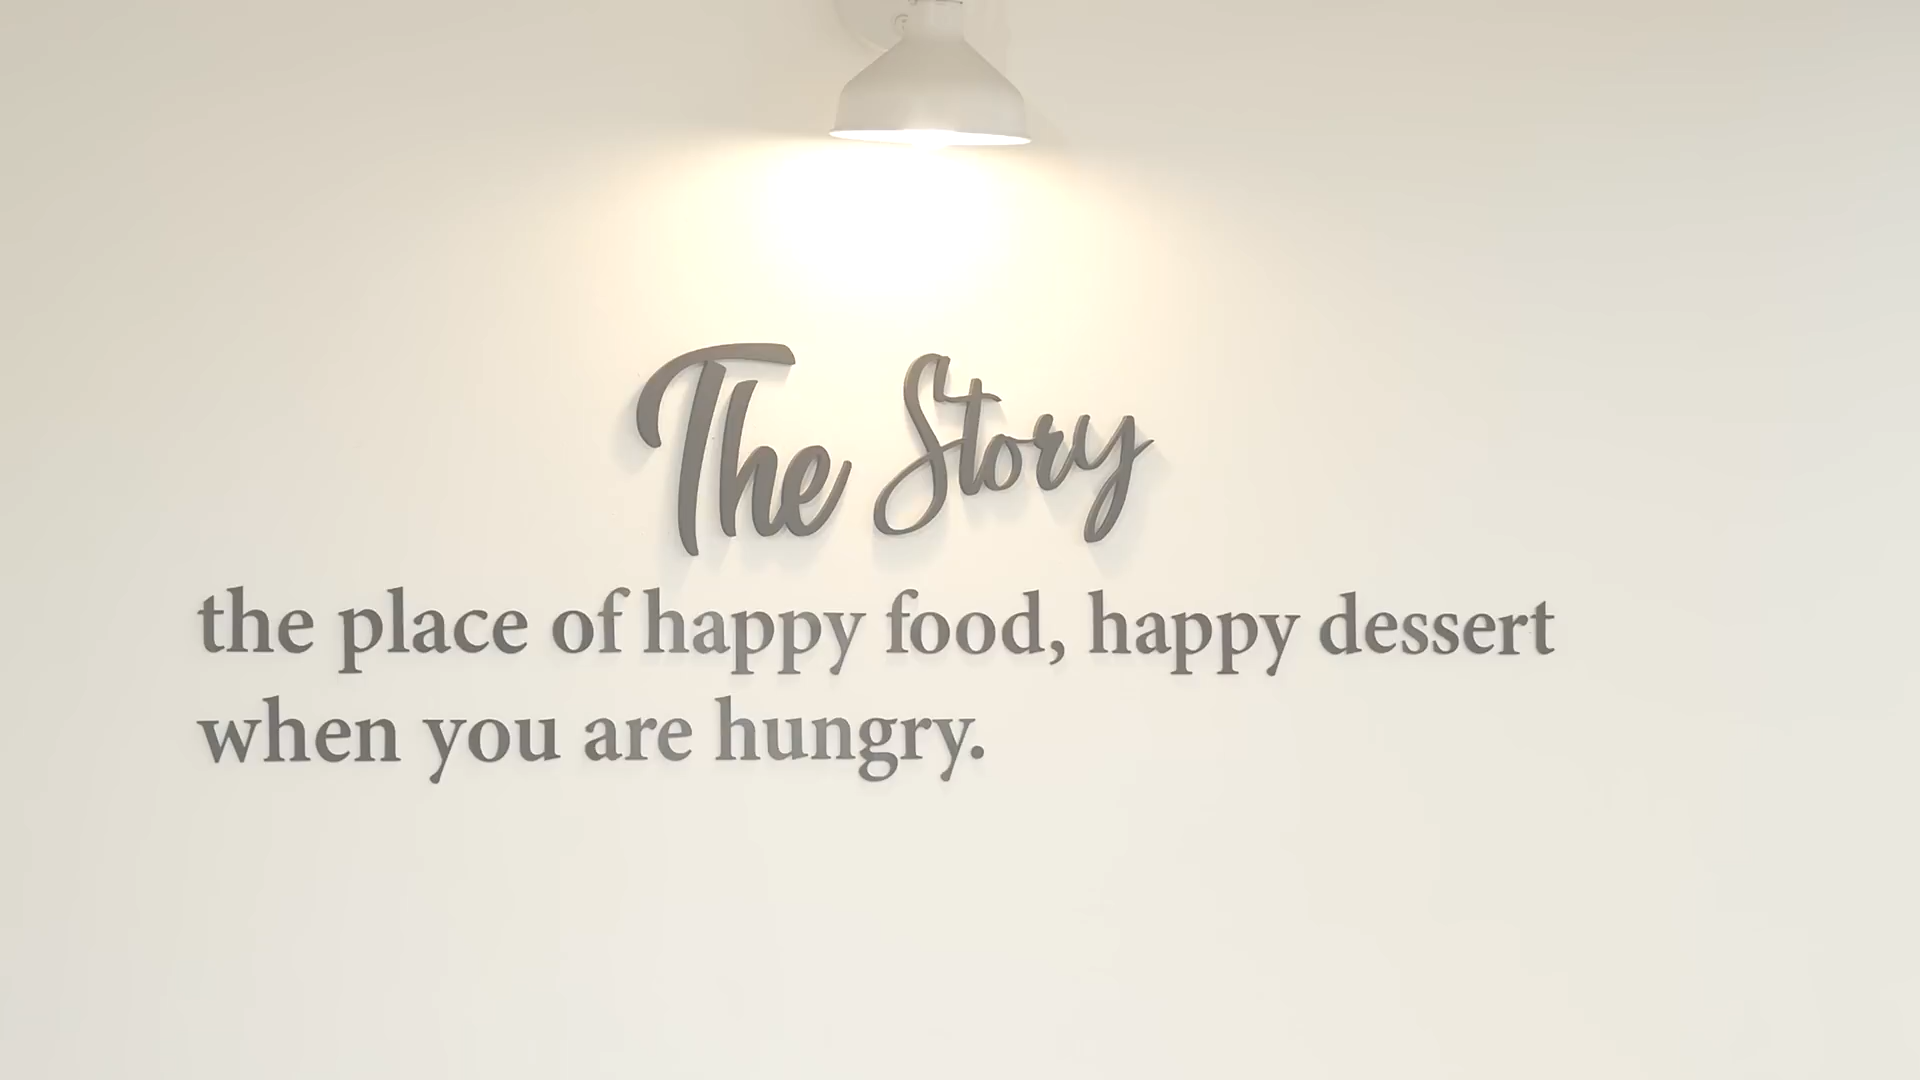 The Story
the place of happy food, happy dessert
when you are hungry.